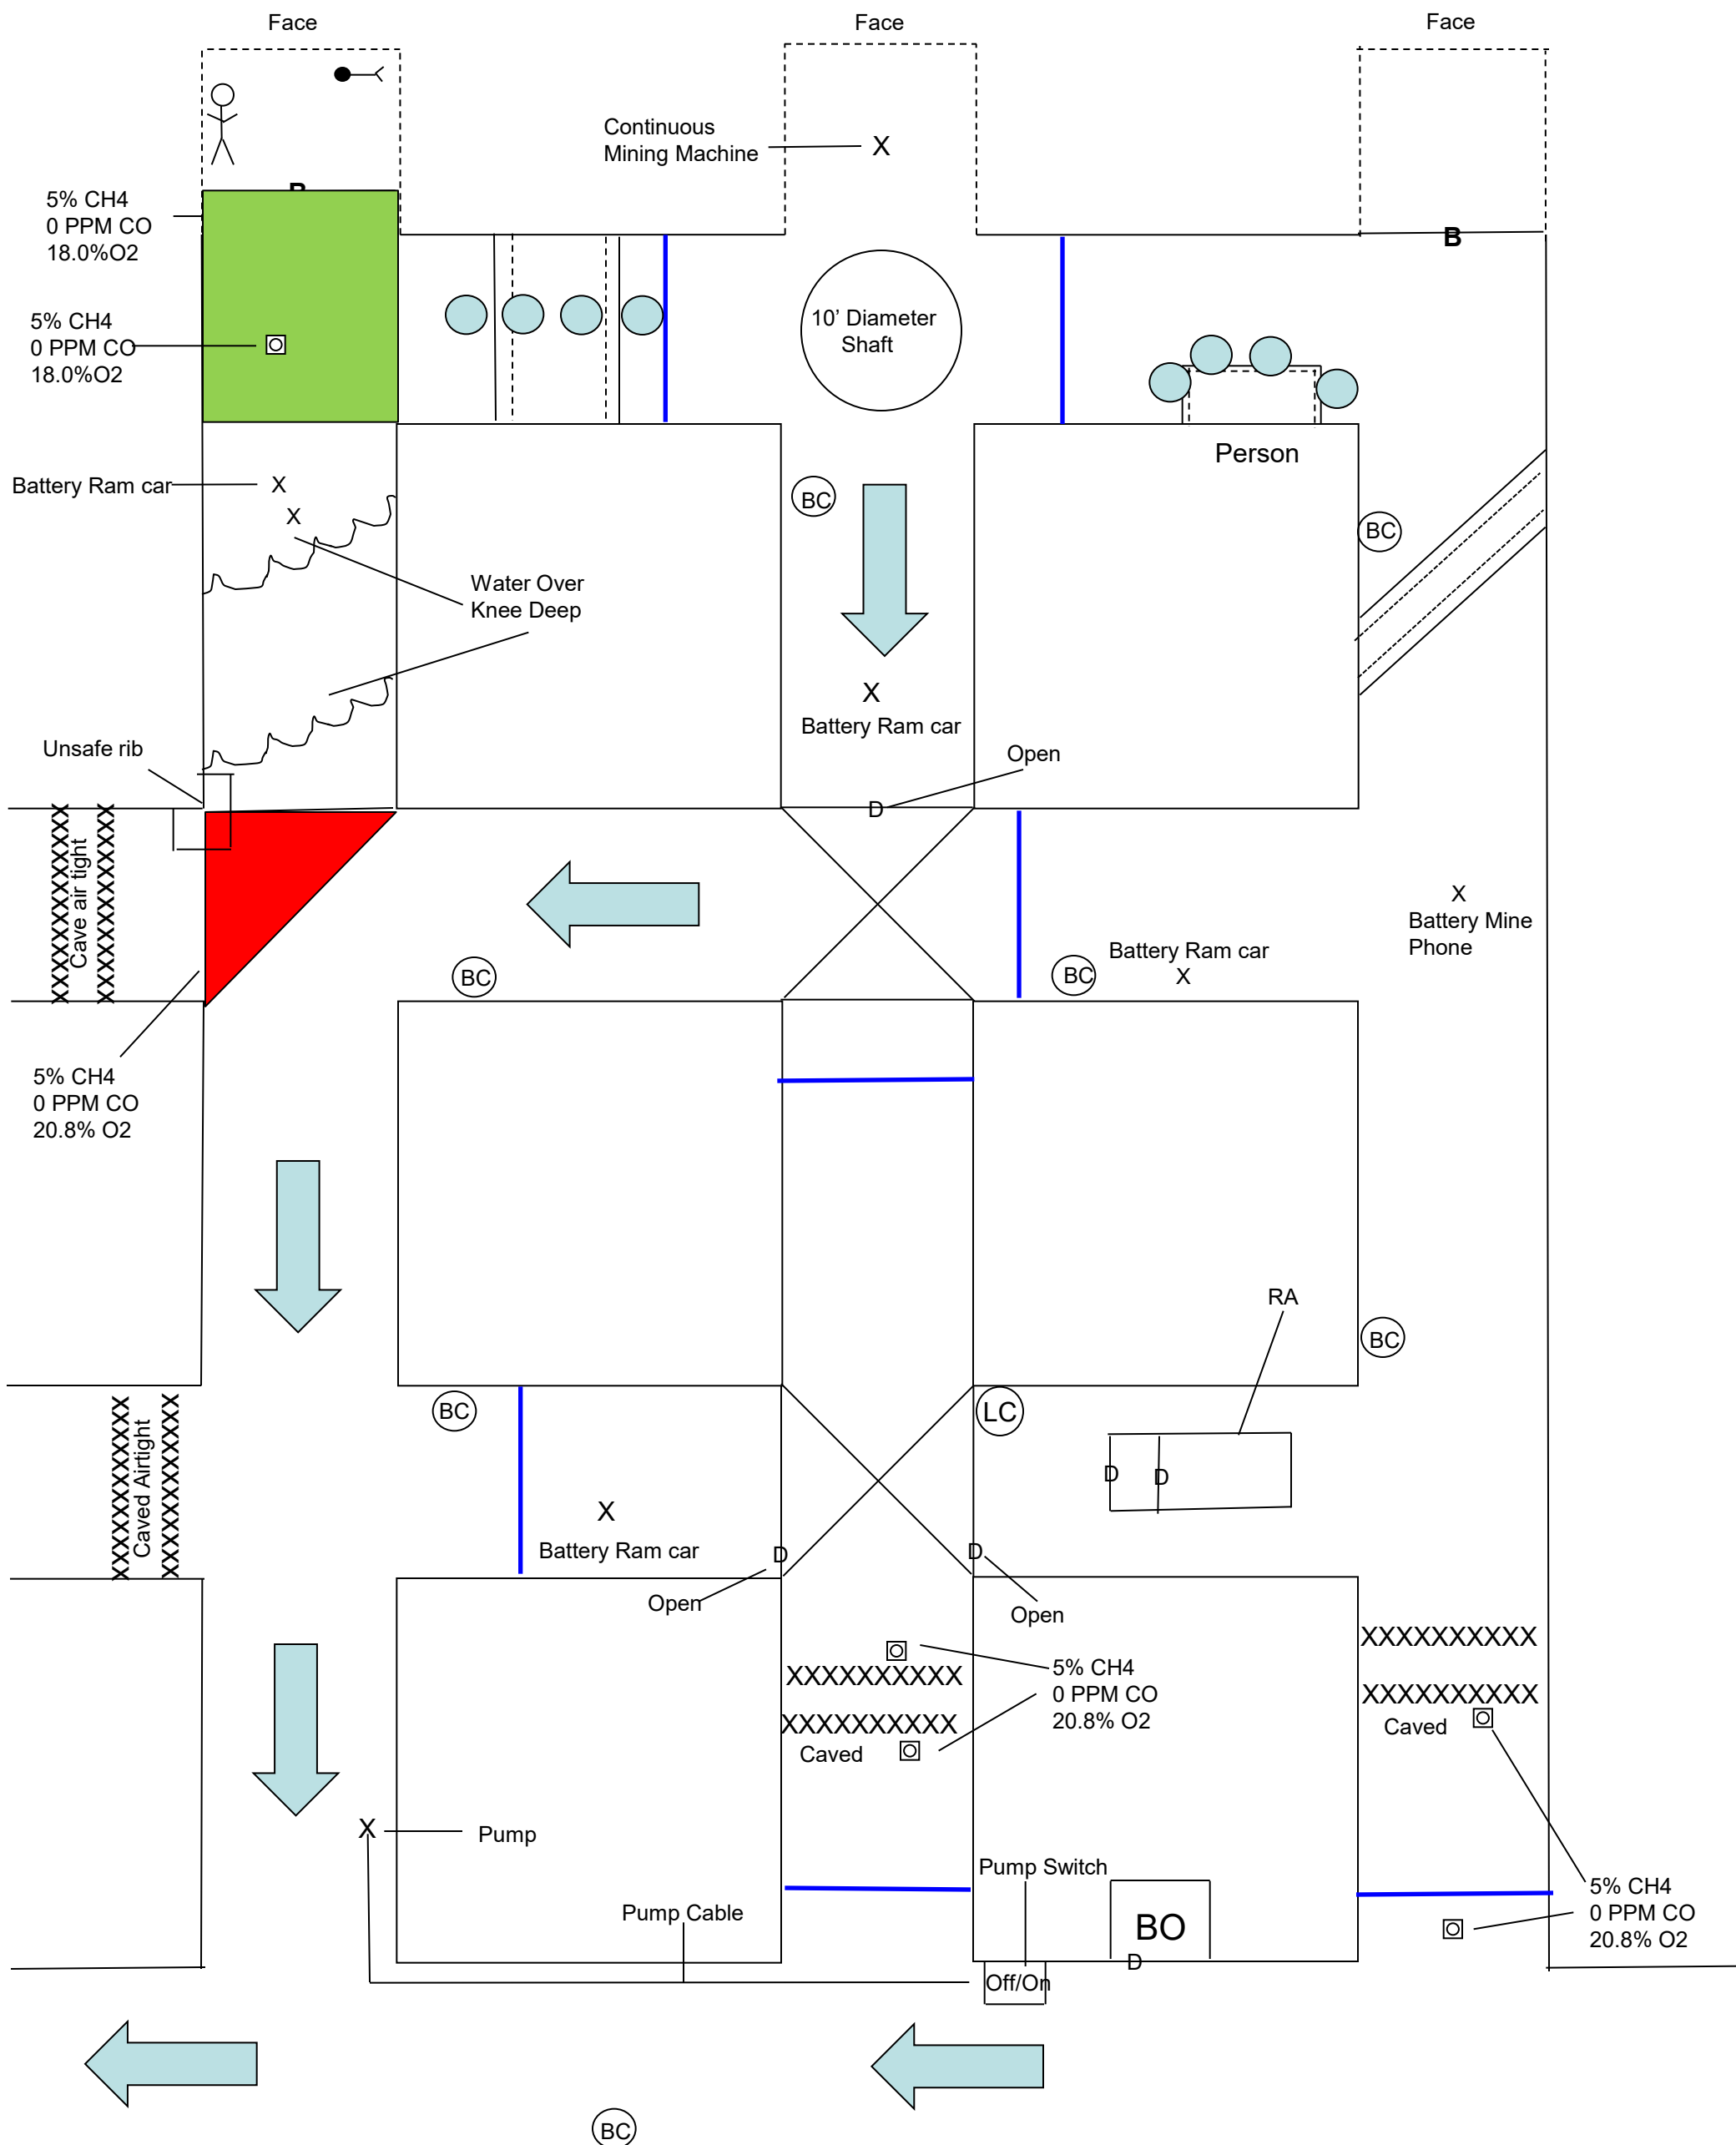 Face
Face
Face
Continuous
Mining Machine
X
5% CH4
0 PPM CO
18.0%O2
B
B
5% CH4
0 PPM CO
18.0%O2
10' Diameter
Shaft
Person
Battery Ram car
X
X
BC
BC
Water Over
Knee Deep
X
Battery Ram car
Unsafe rib
Open
D
XXXXXXXXXXXXXXXX
Cave air tight
XXXXXXXXXXXXXXXX
X
Battery Mine
Phone
BC
BC
Battery Ram car
X
5% CH4
0 PPM CO
20.8% O2
RA
BC
BC
LC
XXXXXXXXXXXXXX
Caved Airtight
XXXXXXXXXXXXXX
D
D
X
Battery Ram car
D
D
Open
Open
XXXXXXXXXX
5% CH4
0 PPM CO
20.8% O2
XXXXXXXXXX
XXXXXXXXXX
XXXXXXXXXX
Caved
Caved
X
Pump
Pump Switch
5% CH4
0 PPM CO
20.8% O2
Pump Cable
BO
D
Off/On
BC